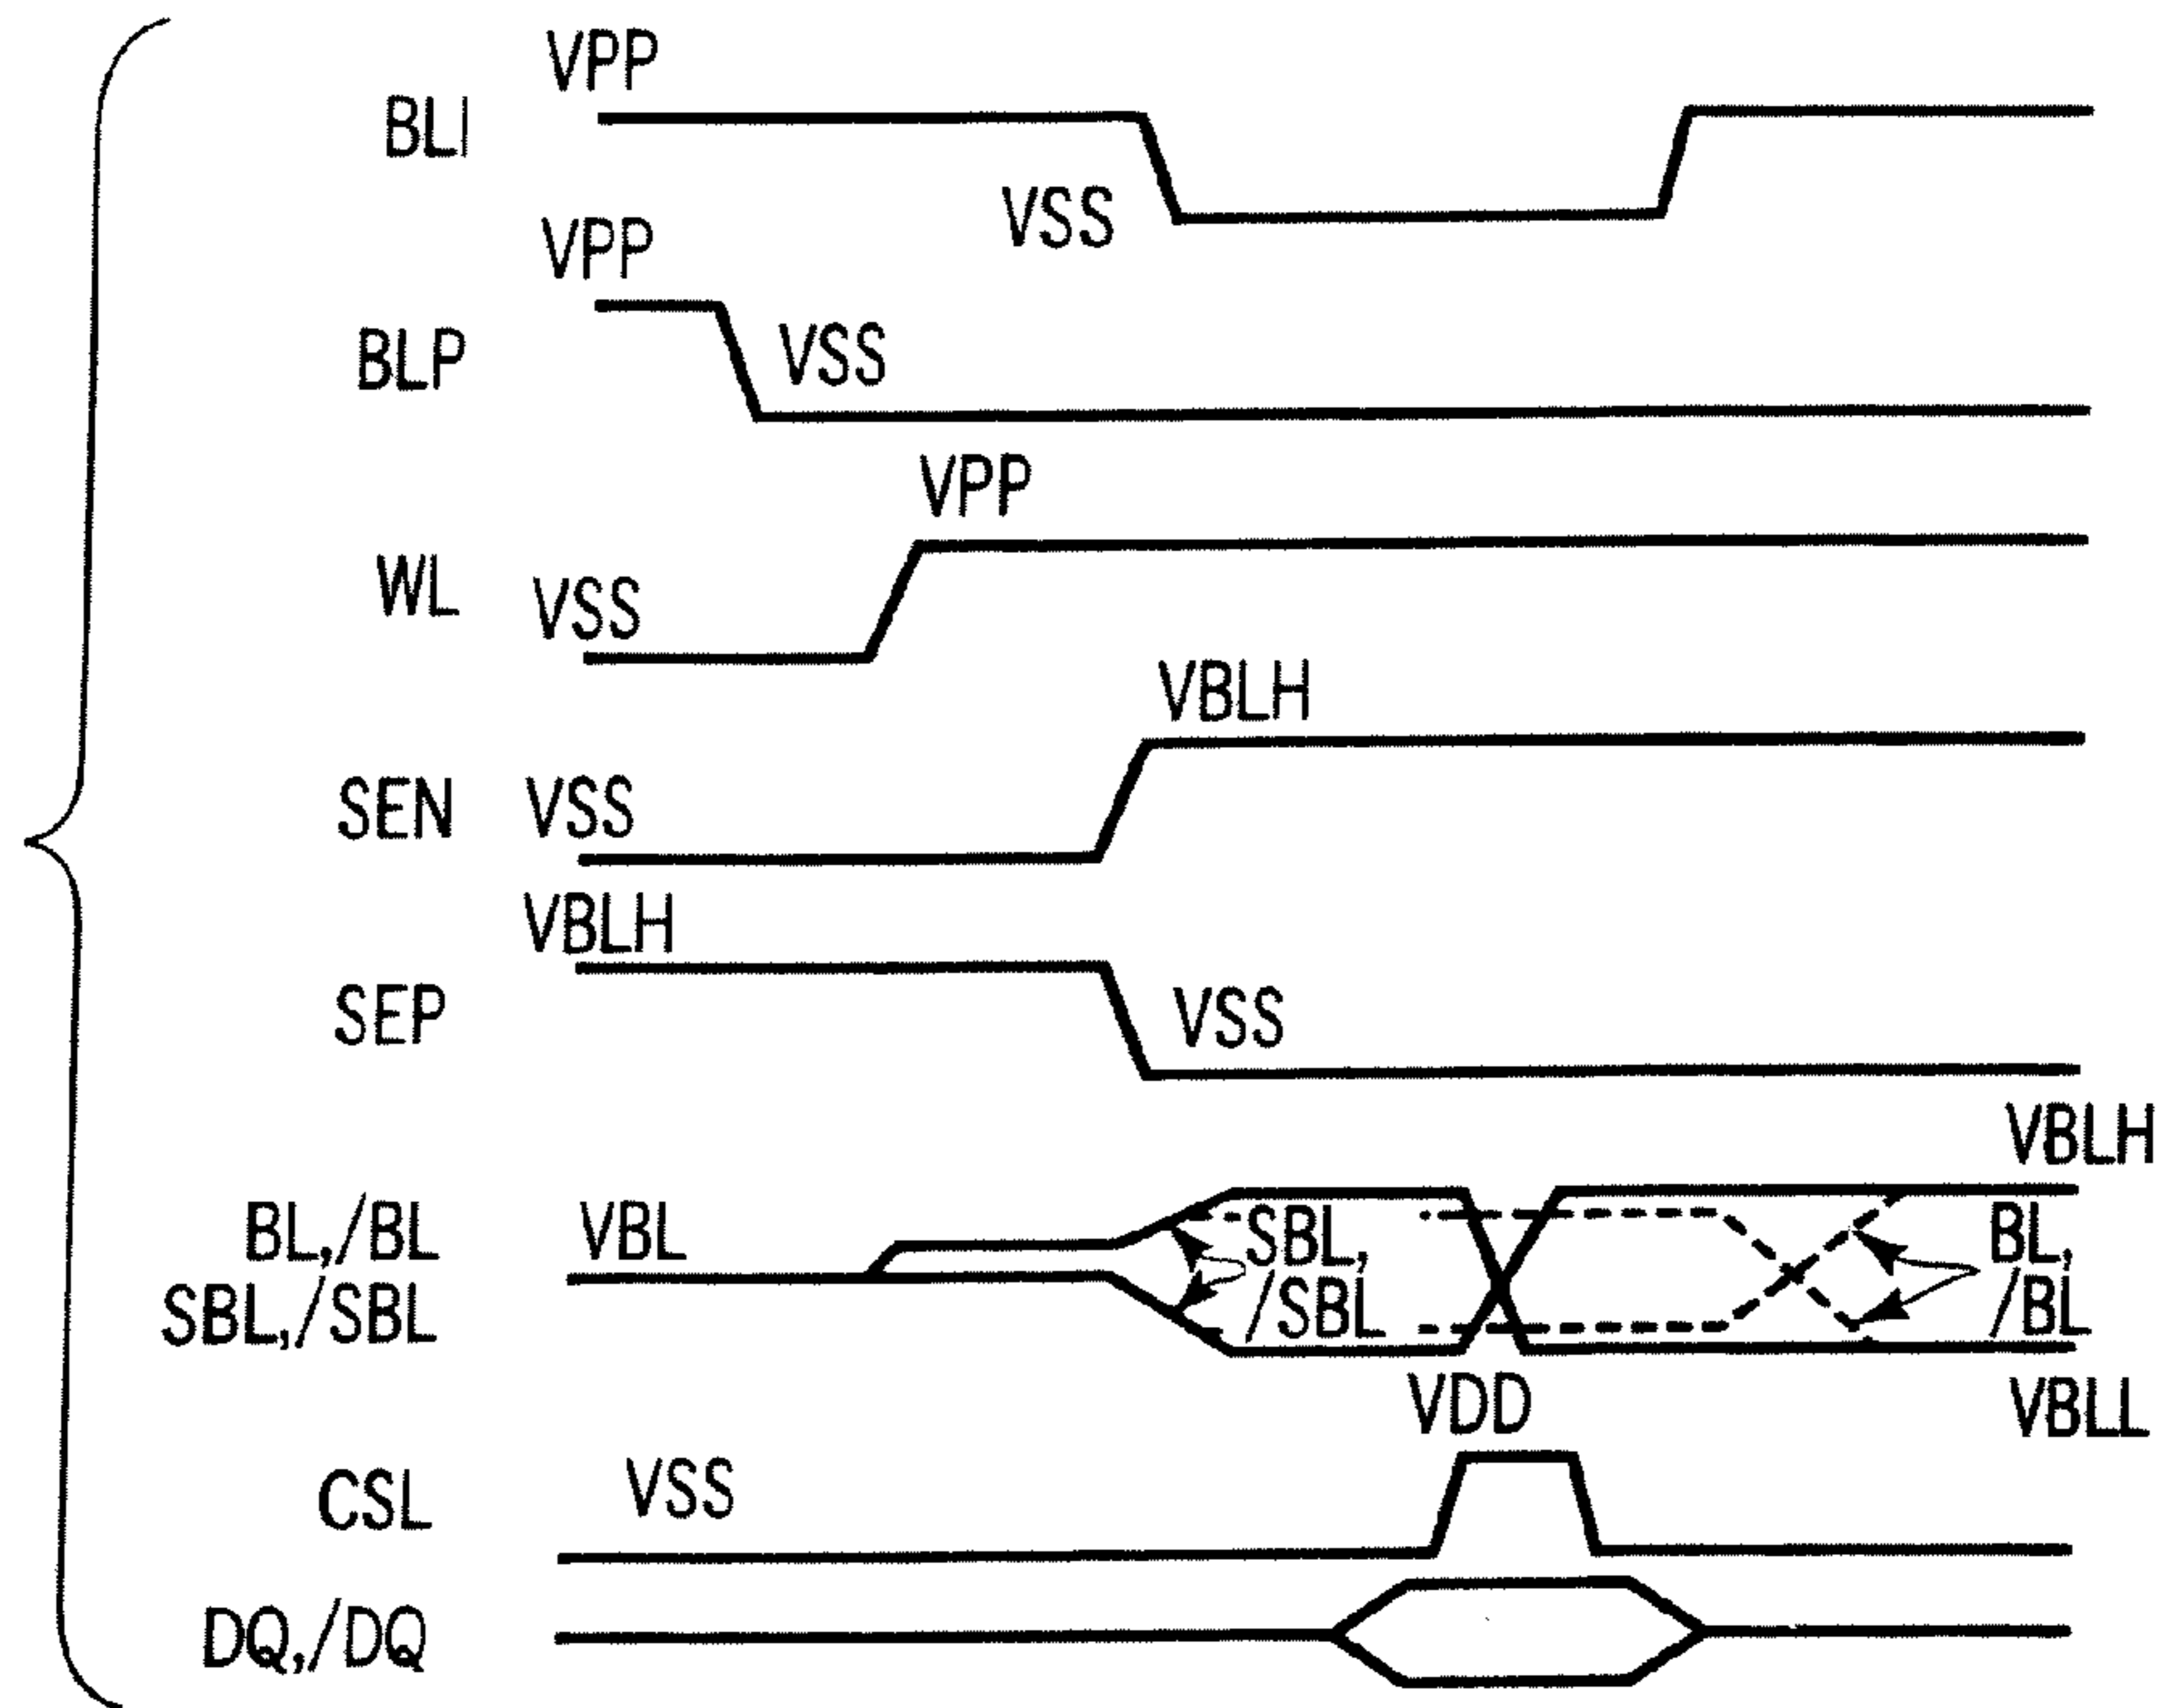 VPP
BLI
VSS
VPP
BLP
VSS
VPP
WL
VSS
VBLH
SEN
VSS
VBLH
SEP
VSS
VBLH
BL,/BL
VBL
SBL,
BL,
SBL,/SBL
/SBL
/BL
VDD
VBLL
CSL
VSS
DQ,/DQ